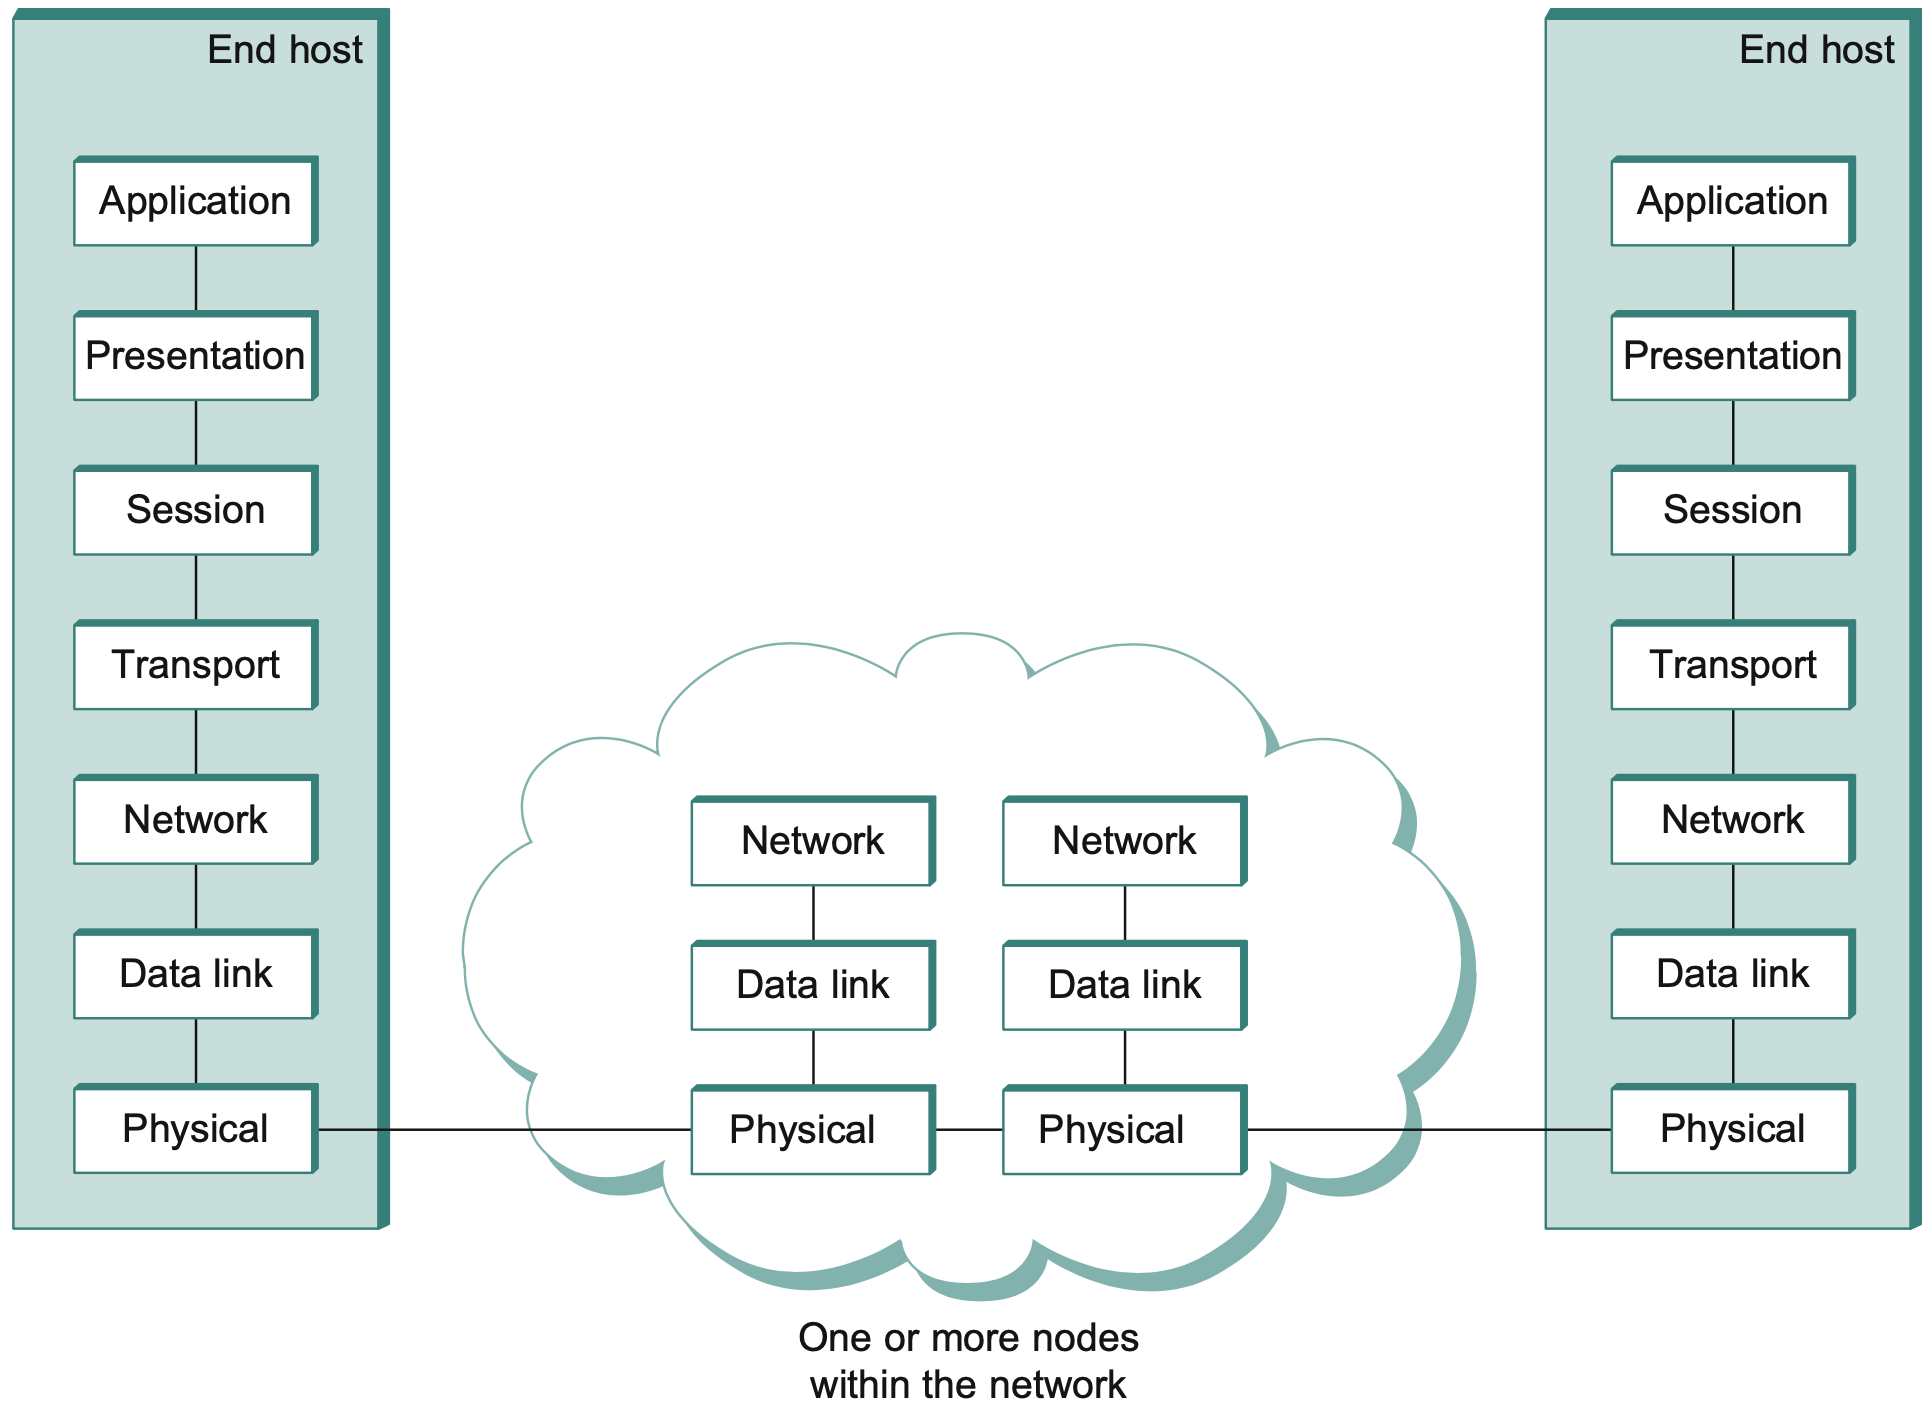 End host
Application
Presentation
Session
Transport
Network
Data link
Physical
Network
Data link
Physical
Network
Data link
Physical
One or more nodes
within the network
End host
Application
Presentation
Session
Transport
Network
Data link
Physical